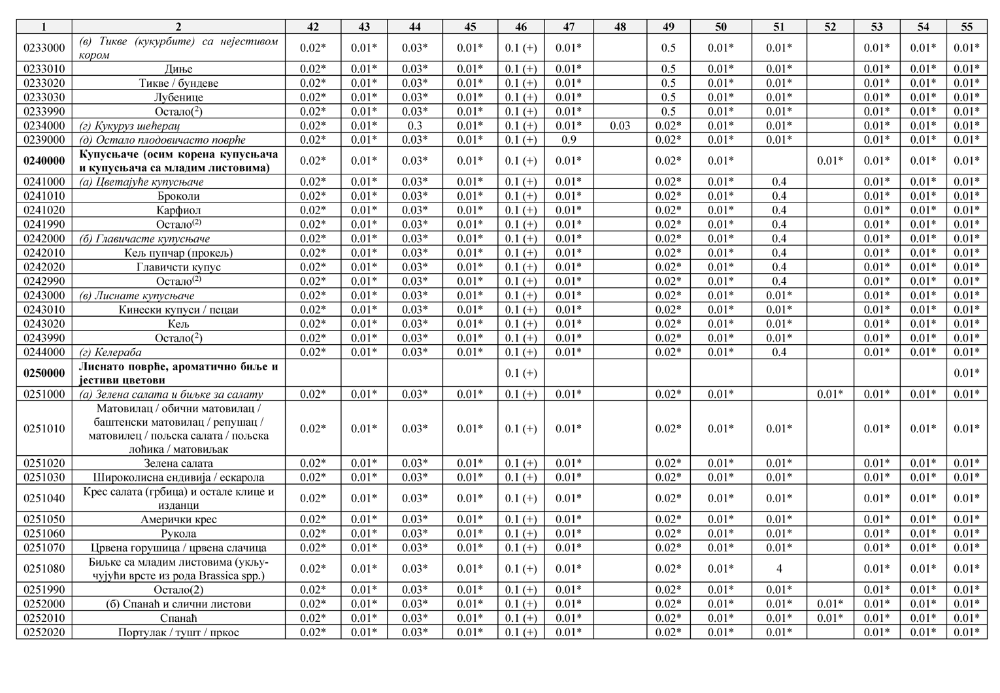 1 2 42 43 44 45 46 47 48 49 50 51 52 53 54 55
0233000 (в) Тикве (кукурбите) са нејестивом 0.02* 0.01* 0.03* 0.01* 0.1 (+) 0.01* 0.5 0.01* 0.01* 0.01* 0.01* 0.01*
кором
0233010 Диње 0.02* 0.01* 0.03* 0.01* 0.1 (+) 0.01* 0.5 0.01* 0.01* 0.01* 0.01* 0.01*
0233020 Тикве / бундеве 0.02* 0.01* 0.03* 0.01* 0.1 (+) 0.01* 0.5 0.01* 0.01* 0.01* 0.01* 0.01*
0233030 Лубенице 0.02* 0.01* 0.03* 0.01* 0.1 (+) 0.01* 0.5 0.01* 0.01* 0.01* 0.01* 0.01*
0233990 Остало(2) 0.02* 0.01* 0.03* 0.01* 0.1 (+) 0.01* 0.5 0.01* 0.01* 0.01* 0.01* 0.01*
0234000 (г) Кукуруз шећерац 0.02* 0.01* 0.3 0.01* 0.1 (+) 0.01* 0.03 0.02* 0.01* 0.01* 0.01* 0.01* 0.01*
0239000 (д) Остало плодовичасто поврће 0.02* 0.01* 0.03* 0.01* 0.1 (+) 0.9 0.02* 0.01* 0.01* 0.01* 0.01* 0.01*
0240000 Купусњаче (осим корена купусњача 0.02* 0.01* 0.03* 0.01* 0.1 (+) 0.01* 0.02* 0.01* 0.01* 0.01* 0.01* 0.01*
и купусњача са младим листовима)
0241000 (а) Цветајуће купусњаче 0.02* 0.01* 0.03* 0.01* 0.1 (+) 0.01* 0.02* 0.01* 0.4 0.01* 0.01* 0.01*
0241010 Броколи 0.02* 0.01* 0.03* 0.01* 0.1 (+) 0.01* 0.02* 0.01* 0.4 0.01* 0.01* 0.01*
0241020 Карфиол 0.02* 0.01* 0.03* 0.01* 0.1 (+) 0.01* 0.02* 0.01* 0.4 0.01* 0.01* 0.01*
0241990 Остало(2) 0.02* 0.01* 0.03* 0.01* 0.1 (+) 0.01* 0.02* 0.01* 0.4 0.01* 0.01* 0.01*
0242000 (б) Главичасте купусњаче 0.02* 0.01* 0.03* 0.01* 0.1 (+) 0.01* 0.02* 0.01* 0.4 0.01* 0.01* 0.01*
0242010 Кељ пупчар (прокељ) 0.02* 0.01* 0.03* 0.01* 0.1 (+) 0.01* 0.02* 0.01* 0.4 0.01* 0.01* 0.01*
0242020 Главичсти купус 0.02* 0.01* 0.03* 0.01* 0.1 (+) 0.01* 0.02* 0.01* 0.4 0.01* 0.01* 0.01*
0242990 Остало(2) 0.02* 0.01* 0.03* 0.01* 0.1 (+) 0.01* 0.02* 0.01* 0.4 0.01* 0.01* 0.01*
0243000 (в) Лиснате купусњаче 0.02* 0.01* 0.03* 0.01* 0.1 (+) 0.01* 0.02* 0.01* 0.01* 0.01* 0.01* 0.01*
0243010 Кинески купуси / пецаи 0.02* 0.01* 0.03* 0.01* 0.1 (+) 0.01* 0.02* 0.01* 0.01* 0.01* 0.01* 0.01*
0243020 Кељ 0.02* 0.01* 0.03* 0.01* 0.1 (+) 0.01* 0.02* 0.01* 0.01* 0.01* 0.01* 0.01*
0243990 Остало(2) 0.02* 0.01* 0.03* 0.01* 0.1 (+) 0.01* 0.02* 0.01* 0.01* 0.01* 0.01* 0.01*
0244000 (г) Келераба 0.02* 0.01* 0.03* 0.01* 0.1 (+) 0.01* 0.02* 0.01* 0.4 0.01* 0.01* 0.01*
0250000 Лиснато поврће, ароматично биље и 0.1 (+) 0.01*
јестиви цветови
0251000 (а) Зелена салата и биљке за салату 0.02* 0.01* 0.03* 0.01* 0.1 (+) 0.01* 0.02* 0.01* 0.01* 0.01* 0.01* 0.01*
0251010 Матовилац / обични матовилац / 0.02* 0.01* 0.03* 0.01* 0.1 (+) 0.01* 0.02* 0.01* 0.01* 0.01* 0.01* 0.01*
баштенски матовилац / репушац /
матовилец / пољска салата / пољска
лоћика / матовиљак
0251020 Зелена салата 0.02* 0.01* 0.03* 0.01* 0.1 (+) 0.01* 0.02* 0.01* 0.01* 0.01* 0.01* 0.01*
0251030 Широколисна ендивија / ескарола 0.02* 0.01* 0.03* 0.01* 0.1 (+) 0.01* 0.02* 0.01* 0.01* 0.01* 0.01* 0.01*
0251040 Крес салата (грбица) и остале клице и 0.02* 0.01* 0.03* 0.01* 0.1 (+) 0.01* 0.02* 0.01* 0.01* 0.01* 0.01* 0.01*
изданци
0251050 Амерички крес 0.02* 0.01* 0.03* 0.01* 0.1 (+) 0.01* 0.02* 0.01* 0.01* 0.01* 0.01* 0.01*
0251060 Рукола 0.02* 0.01* 0.03* 0.01* 0.1 (+) 0.01* 0.02* 0.01* 0.01* 0.01* 0.01* 0.01*
0251070 Црвена горушица / црвена слачица 0.02* 0.01* 0.03* 0.01* 0.1 (+) 0.01* 0.02* 0.01* 0.01* 0.01* 0.01* 0.01*
0251080 Биљке са младим листовима (укљу- 0.02* 0.01* 0.03* 0.01* 0.1 (+) 0.01* 0.02* 0.01* 4 0.01* 0.01* 0.01*
чујући врсте из рода Brassica spp.)
0251990 Остало(2) 0.02* 0.01* 0.03* 0.01* 0.1 (+) 0.01* 0.02* 0.01* 0.01* 0.01* 0.01* 0.01*
0252000 (б) Спанаћ и слични листови 0.02* 0.01* 0.03* 0.01* 0.1 (+) 0.01* 0.02* 0.01* 0.01* 0.01* 0.01* 0.01* 0.01*
0252010 Спанаћ 0.02* 0.01* 0.03* 0.01* 0.1 (+) 0.01* 0.02* 0.01* 0.01* 0.01* 0.01* 0.01* 0.01*
0252020 Портулак / тушт / пркос 0.02* 0.01* 0.03* 0.01* 0.1 (+) 0.01* 0.02* 0.01* 0.01* 0.01* 0.01* 0.01*